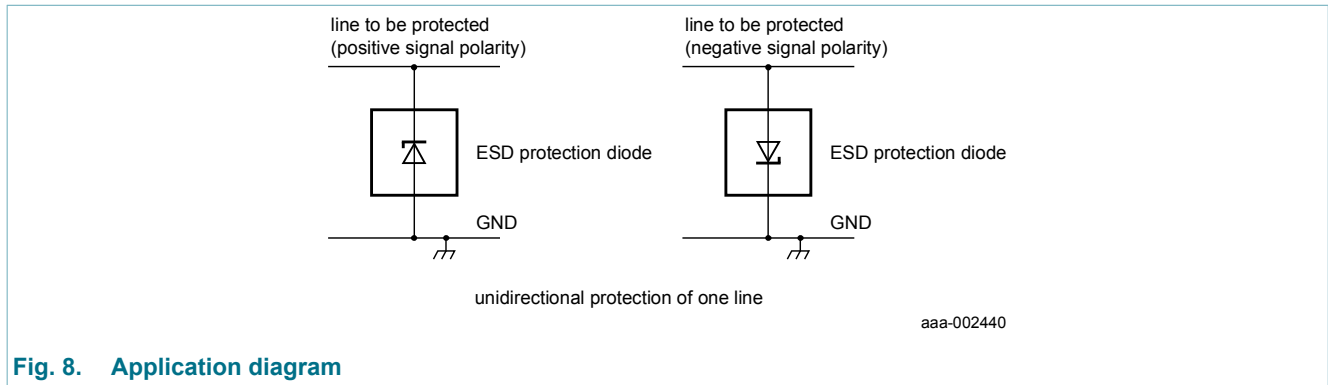 line to be protected
(positive signal polarity)
ESD protection diode
GND
line to be protected
(negative signal polarity)
ESD protection diode
GND
unidirectional protection of one line
aaa-002440
Fig. 8. Application diagram